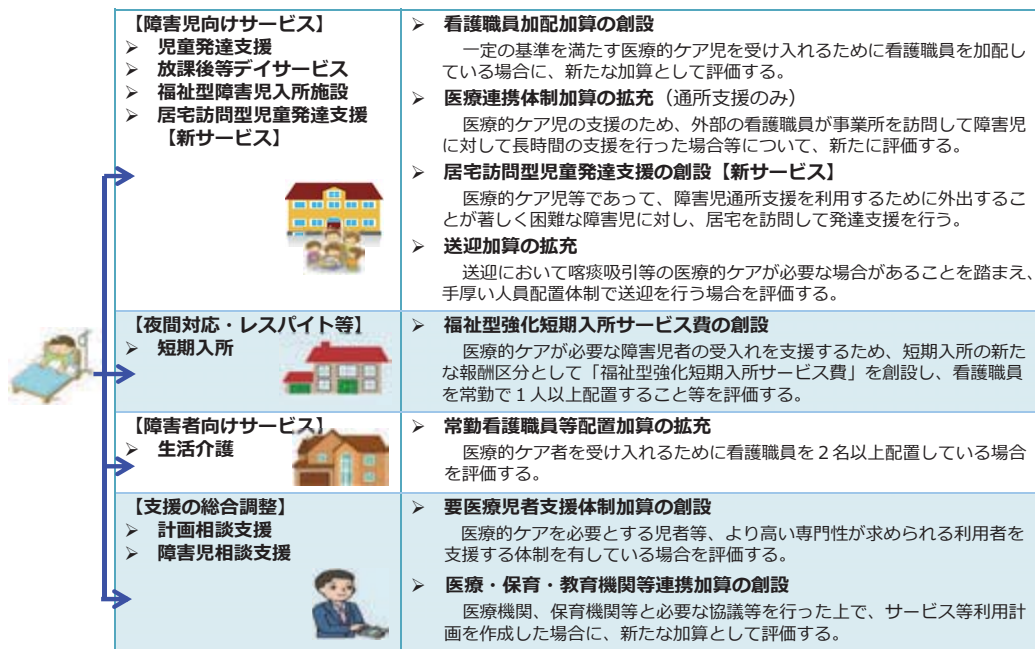 【障害児向けサービス】
➢ 児童発達支援
➢ 放課後等デイサービス
➢ 福祉型障害児入所施設
➢ 居宅訪問型児童発達支援
【新サービス】
➢ 看護職員加配加算の創設
一定の基準を満たす医療的ケア児を受け入れるために看護職員を加配し
ている場合に、新たな加算として評価する。
➢ 医療連携体制加算の拡充（通所支援のみ）
医療的ケア児の支援のため、外部の看護職員が事業所を訪問して障害児
に対して長時間の支援を行った場合等について、新たに評価する。
➢ 居宅訪問型児童発達支援の創設【新サービス】
医療的ケア児等であって、障害児通所支援を利用するために外出するこ
とが著しく困難な障害児に対し、居宅を訪問して発達支援を行う。
➢ 送迎加算の拡充
送迎において喀痰吸引等の医療的ケアが必要な場合があることを踏まえ、
手厚い人員配置体制で送迎を行う場合を評価する。
【夜間対応・レスパイト等】
➢ 短期入所
➢ 福祉型強化短期入所サービス費の創設
医療的ケアが必要な障害児者の受入れを支援するため、短期入所の新た
な報酬区分として「福祉型強化短期入所サービス費」を創設し、看護職員
を常勤で１人以上配置すること等を評価する。
【障害者向けサービス】
➢ 生活介護
➢ 常勤看護職員等配置加算の拡充
医療的ケア者を受け入れるために看護職員を２名以上配置している場合
を評価する。
【支援の総合調整】
➢ 計画相談支援
➢ 障害児相談支援
➢ 要医療児者支援体制加算の創設
医療的ケアを必要とする児者等、より高い専門性が求められる利用者を
支援する体制を有している場合を評価する。
➢ 医療・保育・教育機関等連携加算の創設
医療機関、保育機関等と必要な協議等を行った上で、サービス等利用計
画を作成した場合に、新たな加算として評価する。